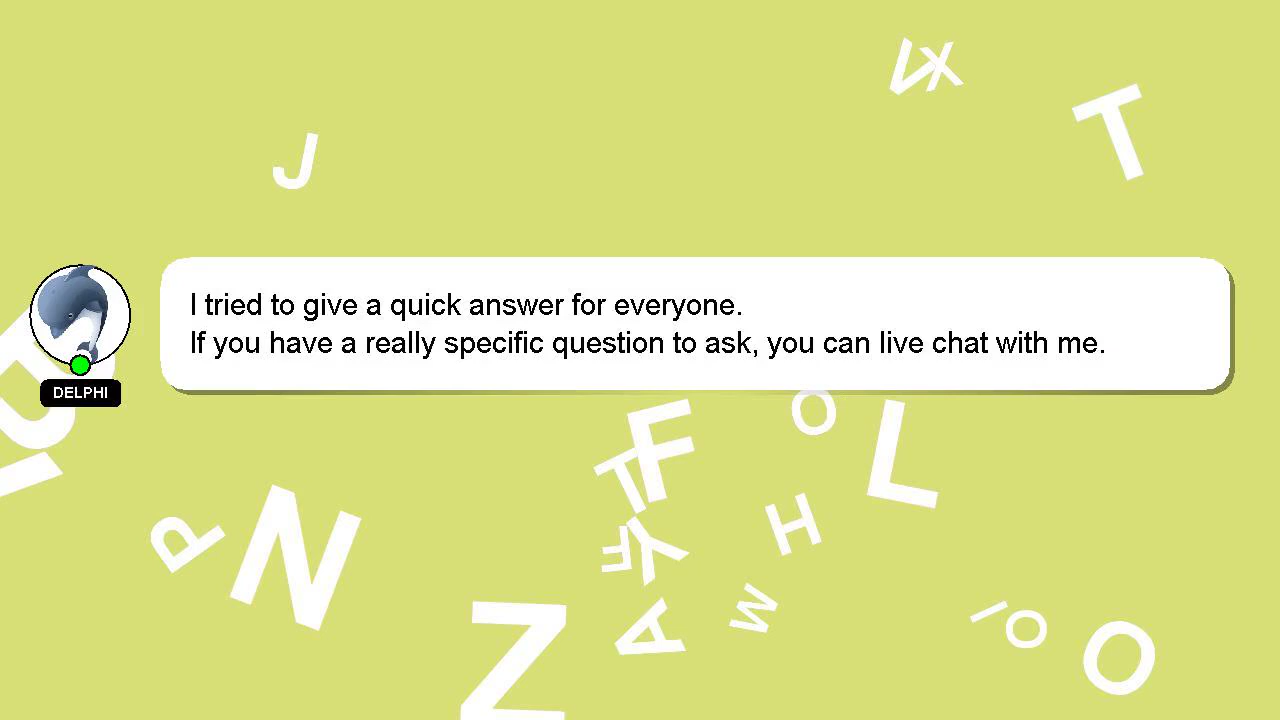 V
X
T
J
I tried to give a quick answer for everyone.
If you have a really specific question to ask, you can live chat with me.
DELPHI
F
O
L
T
P
N
H
F
Y
Z
A
W
I
O
O